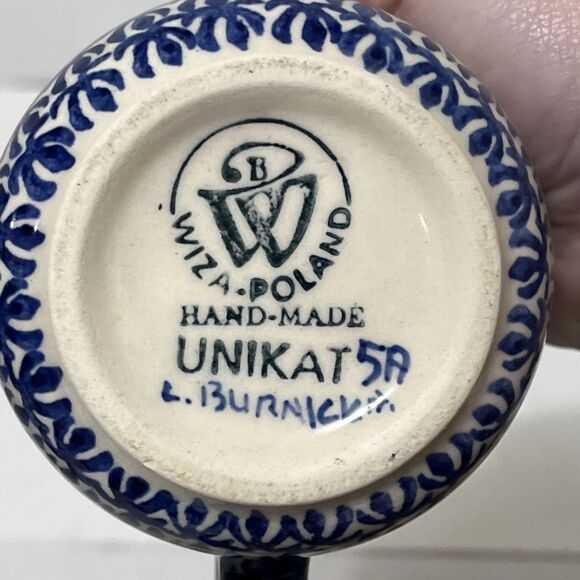 B
W
WIZA-POLAND
HAND-MADE
UNIKAT 5A
L. BURNICKA